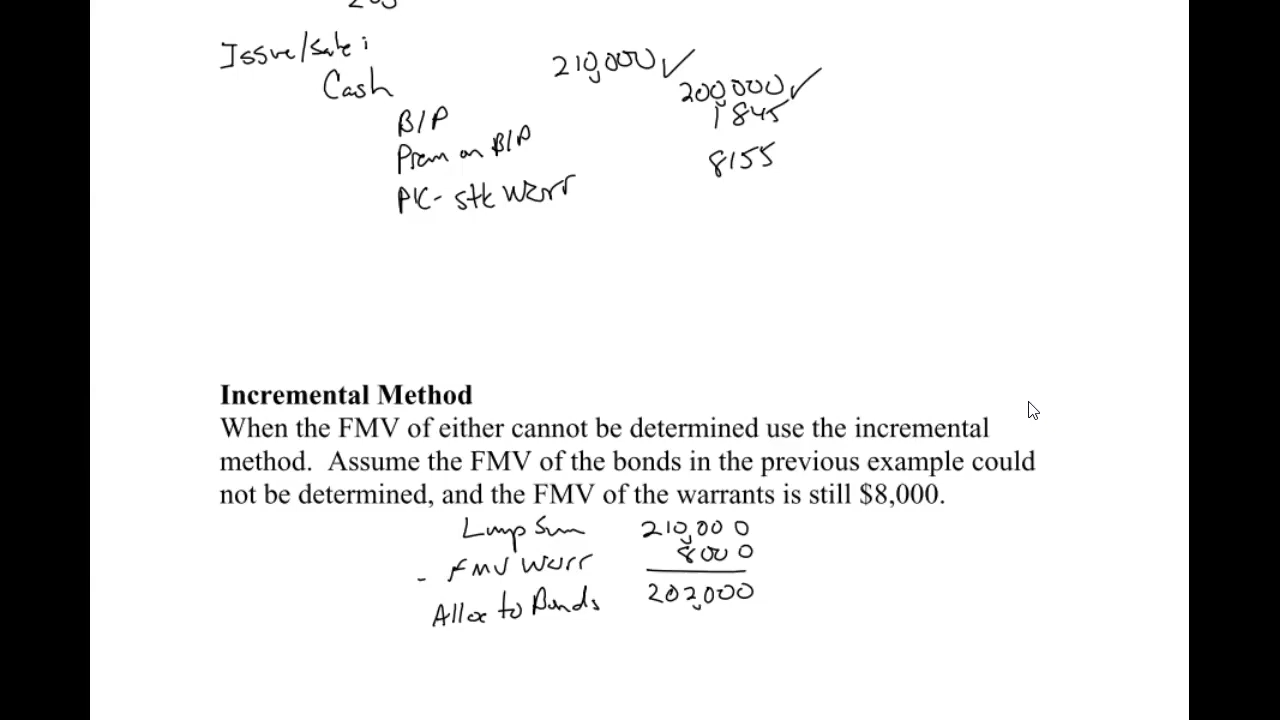 Issue/Sale:
Cash 210,000 ✓
B/P 200,000 ✓
Prem on B/P 1845
PIC- stk Warr 8155
Incremental Method
When the FMV of either cannot be determined use the incremental
method. Assume the FMV of the bonds in the previous example could
not be determined, and the FMV of the warrants is still $8,000.
Lump Sum 210,000
- FMV Warr 8000
Alloc to Bonds 202,000